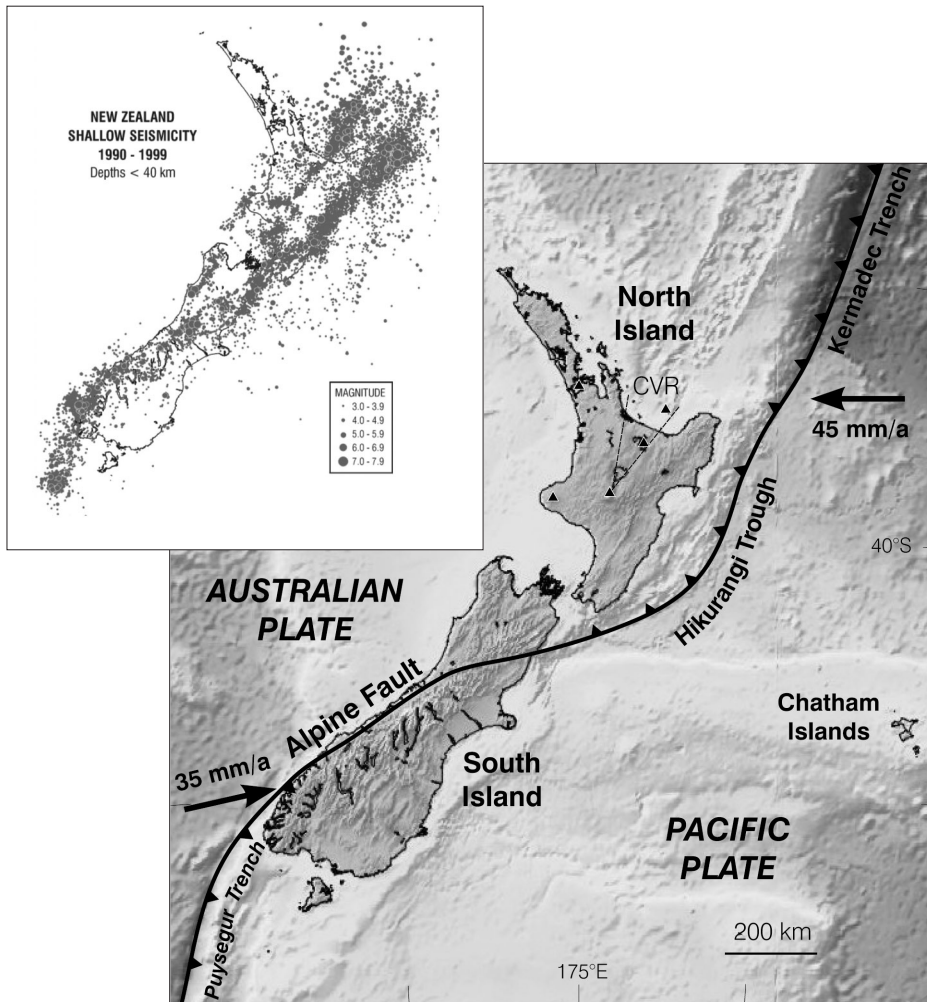 NEW ZEALAND
SHALLOW SEISMICITY
1990 - 1999
Depths < 40 km
MAGNITUDE
3.0 - 3.9
4.0 - 4.9
5.0 - 5.9
6.0 - 6.9
7.0 - 7.9
Kermadec Trench
North
Island
CVR
45 mm/a
40°S
Hikurangi Trough
AUSTRALIAN
PLATE
Alpine Fault
Chatham
Islands
35 mm/a
South
Island
PACIFIC
PLATE
Puysegur Trench
200 km
175°E